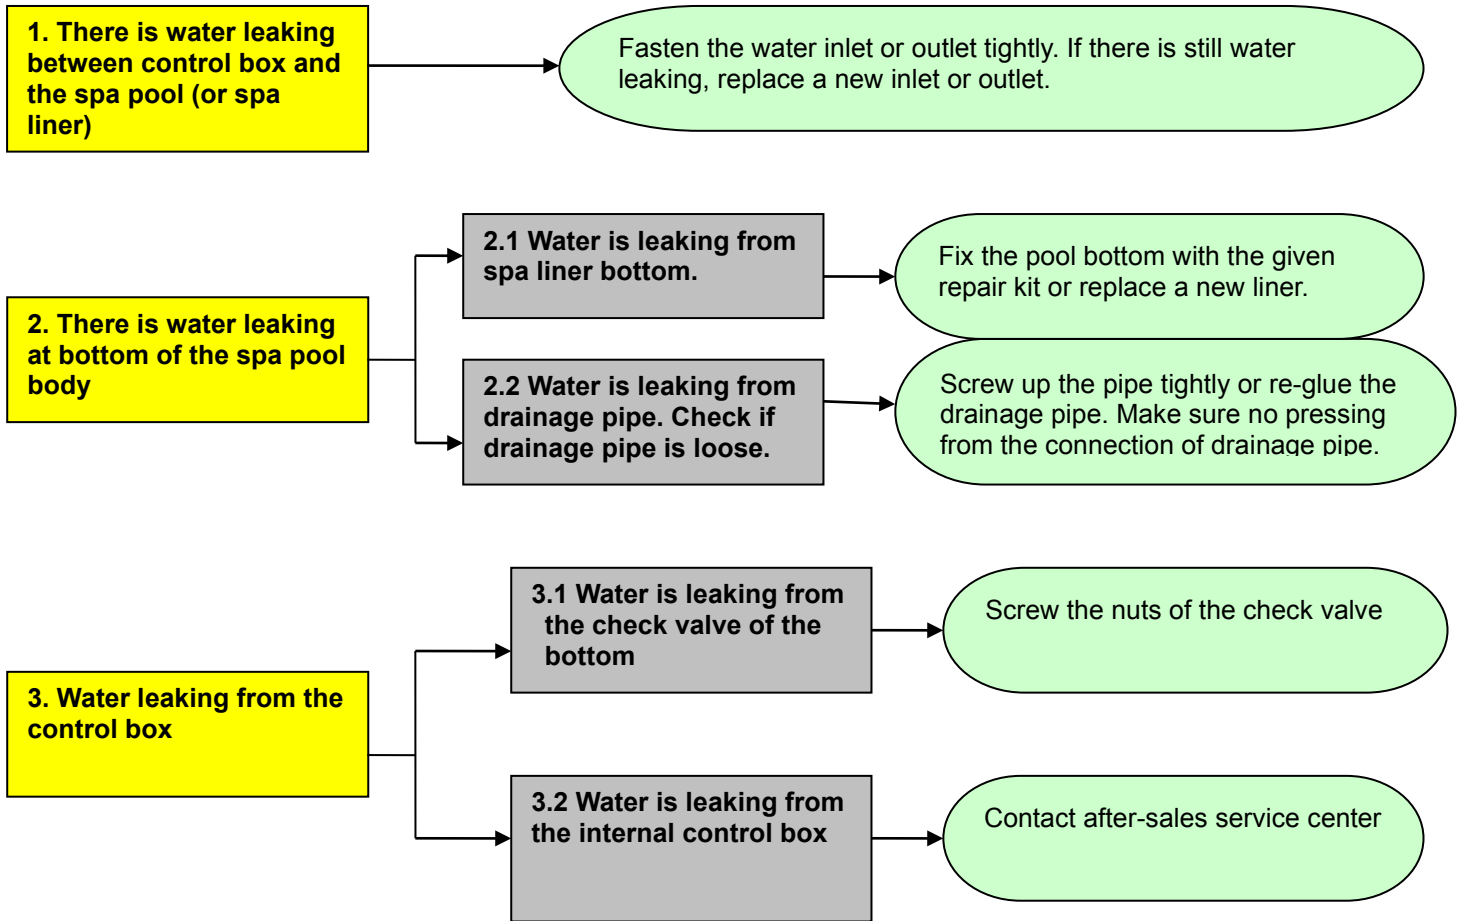 1. There is water leaking
between control box and
the spa pool (or spa
liner)
Fasten the water inlet or outlet tightly. If there is still water
leaking, replace a new inlet or outlet.
2. There is water leaking
at bottom of the spa pool
body
2.1 Water is leaking from
spa liner bottom.
Fix the pool bottom with the given
repair kit or replace a new liner.
2.2 Water is leaking from
drainage pipe. Check if
drainage pipe is loose.
Screw up the pipe tightly or re-glue the
drainage pipe. Make sure no pressing
from the connection of drainage pipe.
3. Water leaking from the
control box
3.1 Water is leaking from
the check valve of the
bottom
Screw the nuts of the check valve
3.2 Water is leaking from
the internal control box
Contact after-sales service center